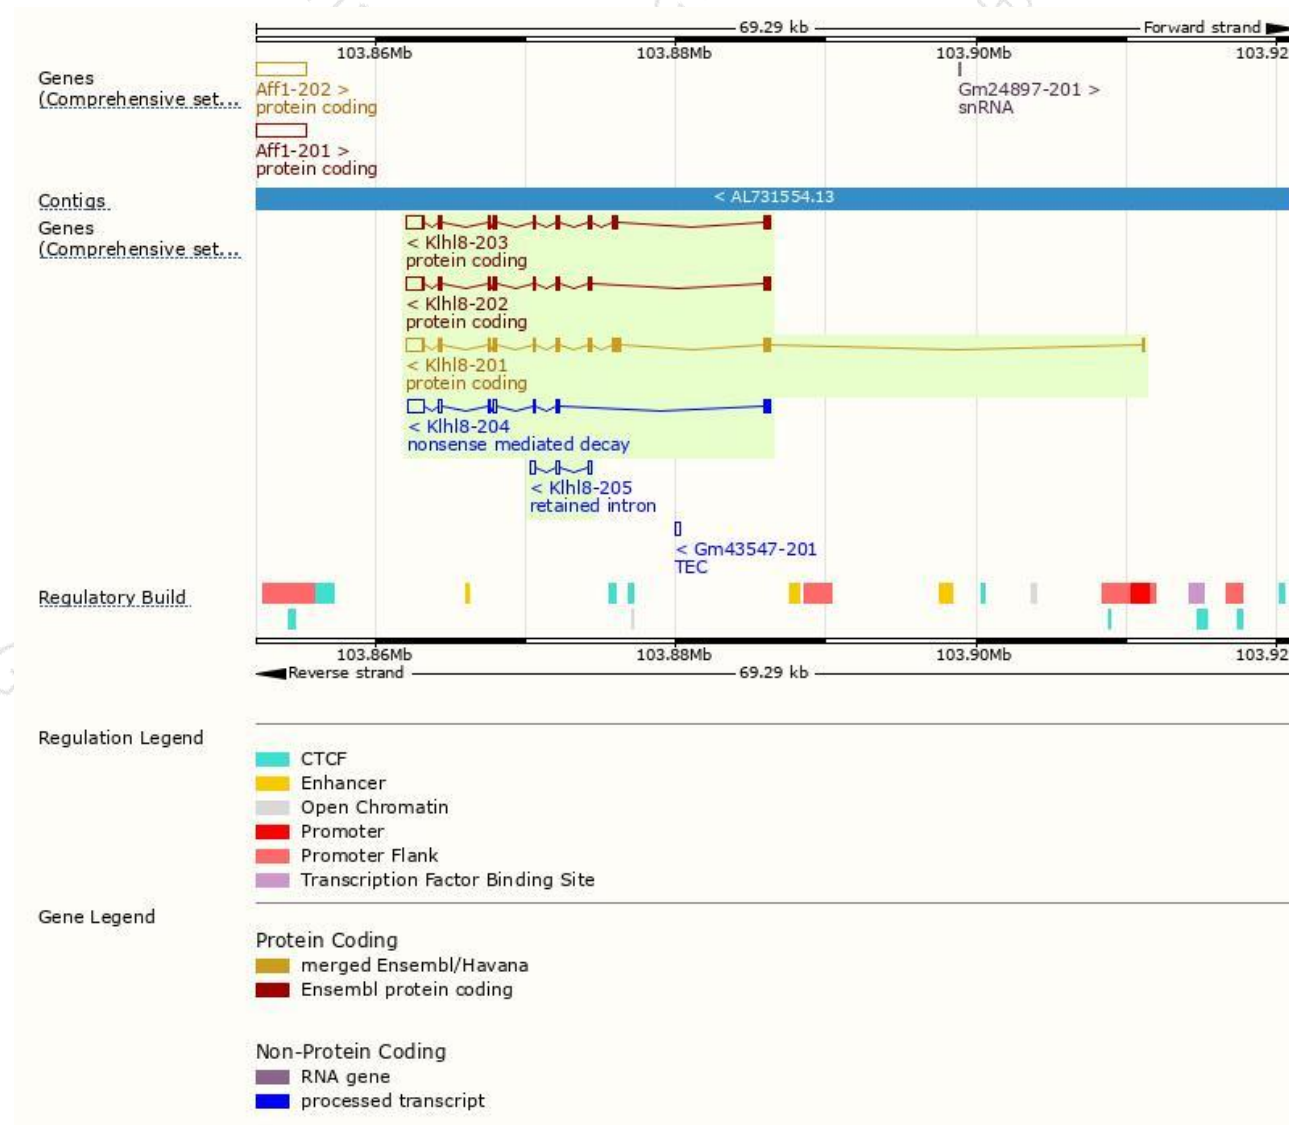 69.29 kb Forward strand
103.86Mb 103.88Mb 103.90Mb 103.92
Genes
(Comprehensive set...
Aff1-202 >
protein coding
Gm24897-201 >
snRNA
Aff1-201 >
protein coding
Contigs
< AL731554.13
Genes
(Comprehensive set...
< Klhl8-203
protein coding
< Klhl8-202
protein coding
< Klhl8-201
protein coding
< Klhl8-204
nonsense mediated decay
< Klhl8-205
retained intron
< Gm43547-201
TEC
Regulatory Build
103.86Mb 103.88Mb 103.90Mb 103.92
Reverse strand 69.29 kb
Regulation Legend
CTCF
Enhancer
Open Chromatin
Promoter
Promoter Flank
Transcription Factor Binding Site
Gene Legend
Protein Coding
merged Ensembl/Havana
Ensembl protein coding
Non-Protein Coding
RNA gene
processed transcript